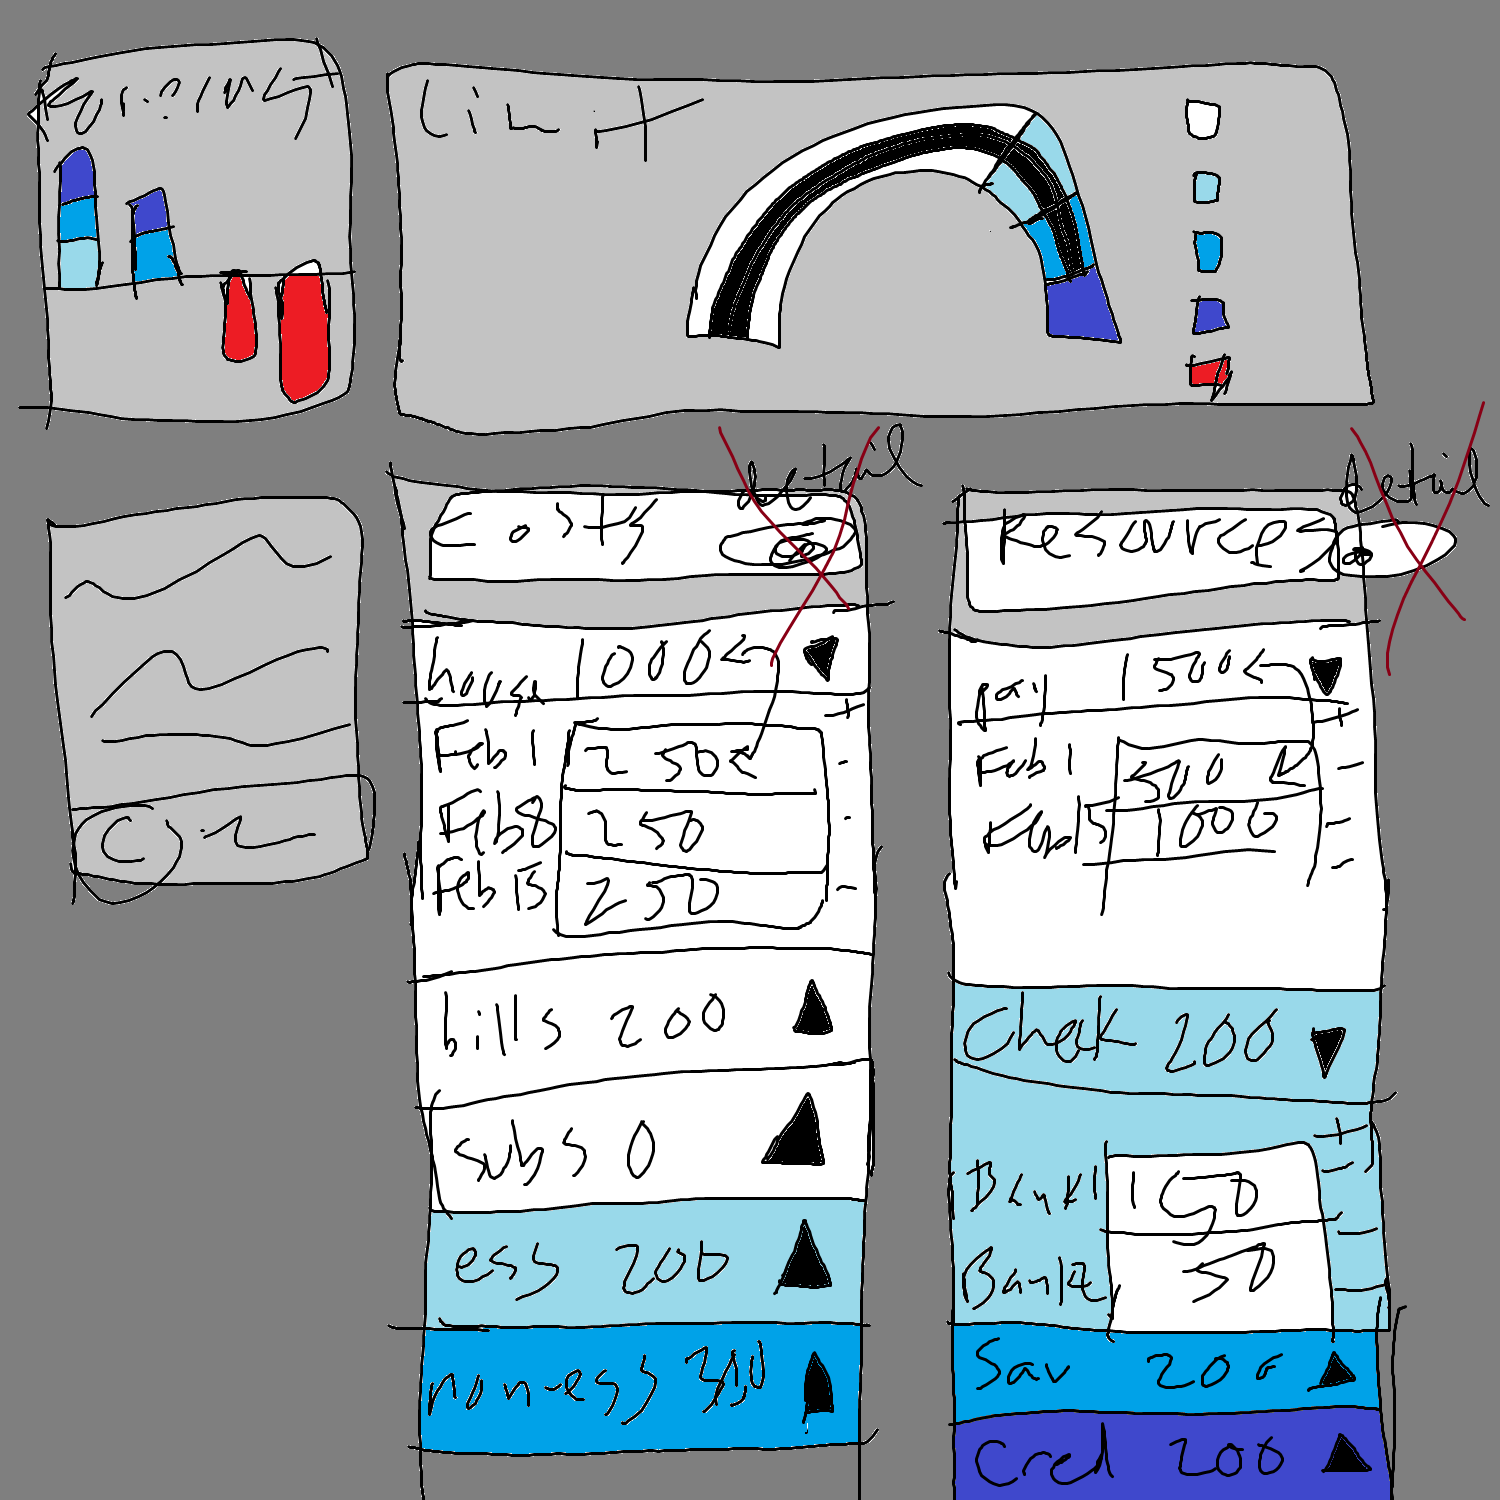 Limit
detail
detail
Costs
Resources
house 1000
Feb 1 250
Feb 8 250
Feb 15 250
bills 200
subs 0
ess 200
non-ess
pay 1500
Feb 1 500
Feb 15 1000
Check 200
Bank1 150
Bank2 50
Sav 200
Cred 200